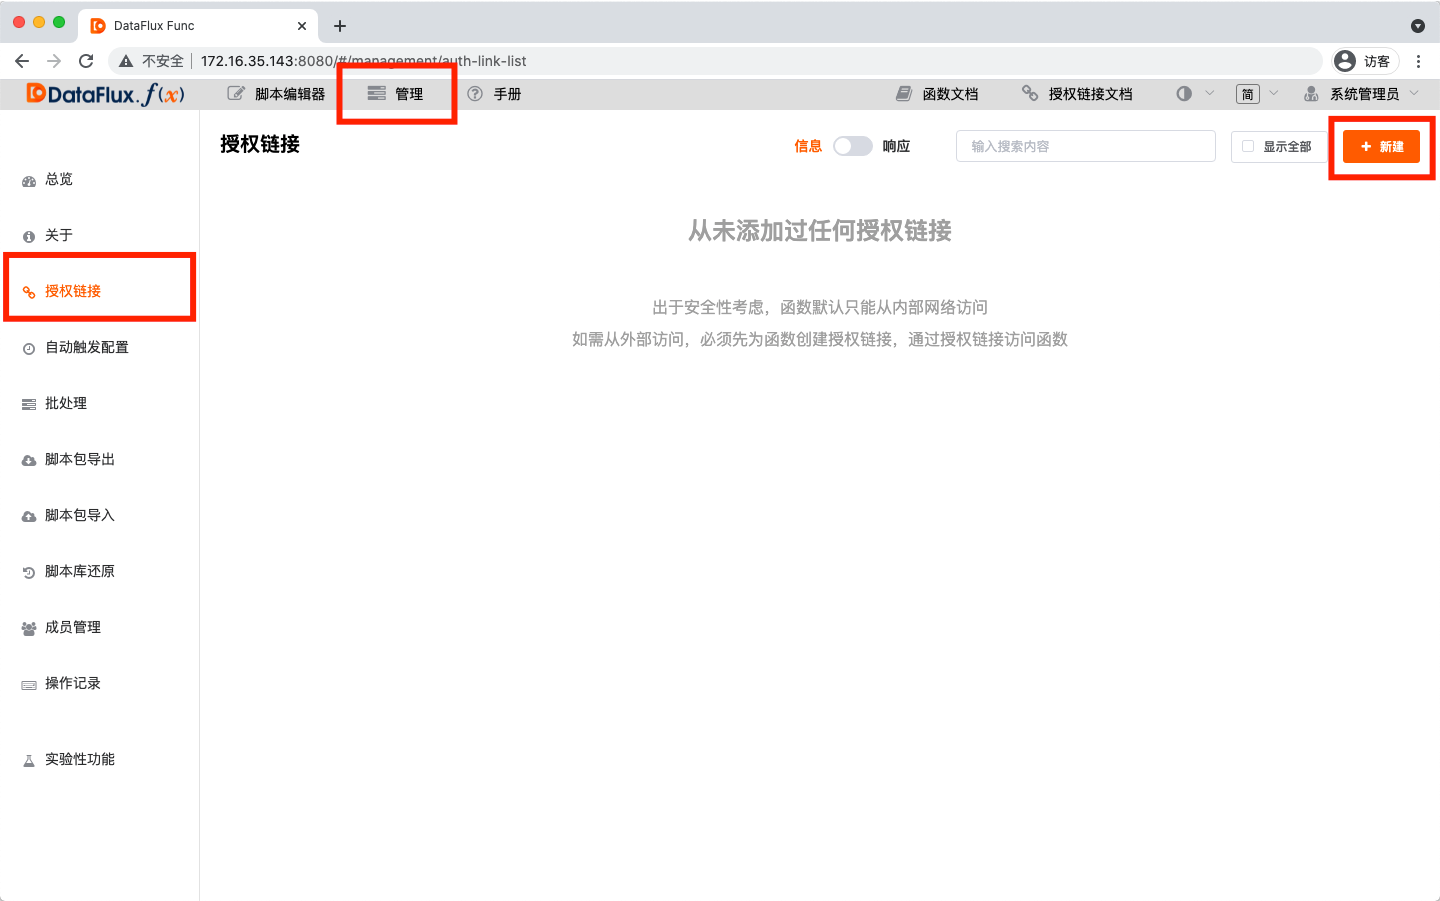 DataFlux Func
不安全 172.16.35.143:8080/#/management/auth-link-list 访客
DataFlux.f(x) 脚本编辑器 管理 手册 函数文档 授权链接文档 简 系统管理员
授权链接 信息 响应 输入搜索内容 显示全部 + 新建
总览
关于
授权链接
自动触发配置
批处理
脚本包导出
脚本包导入
脚本库还原
成员管理
操作记录
实验性功能
从未添加过任何授权链接
出于安全性考虑，函数默认只能从内部网络访问
如需从外部访问，必须先为函数创建授权链接，通过授权链接访问函数